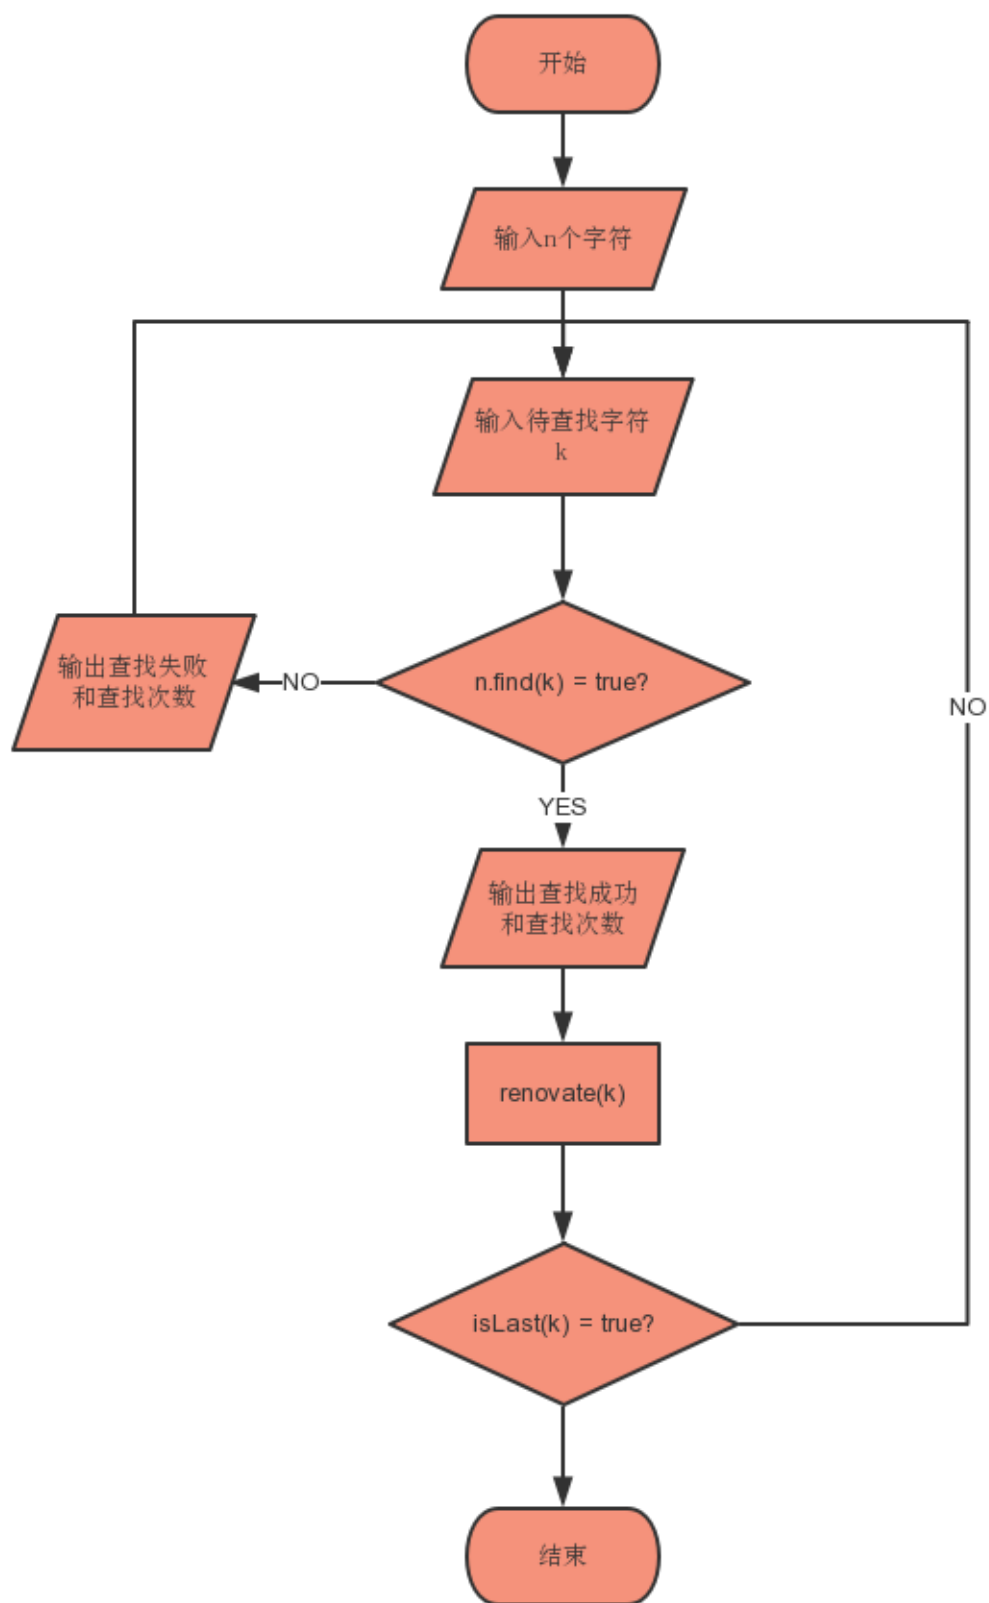 开始
输入n个字符
输入待查找字符
k
输出查找失败
和查找次数
NO
n.find(k) = true?
NO
YES
输出查找成功
和查找次数
renovate(k)
isLast(k) = true?
结束